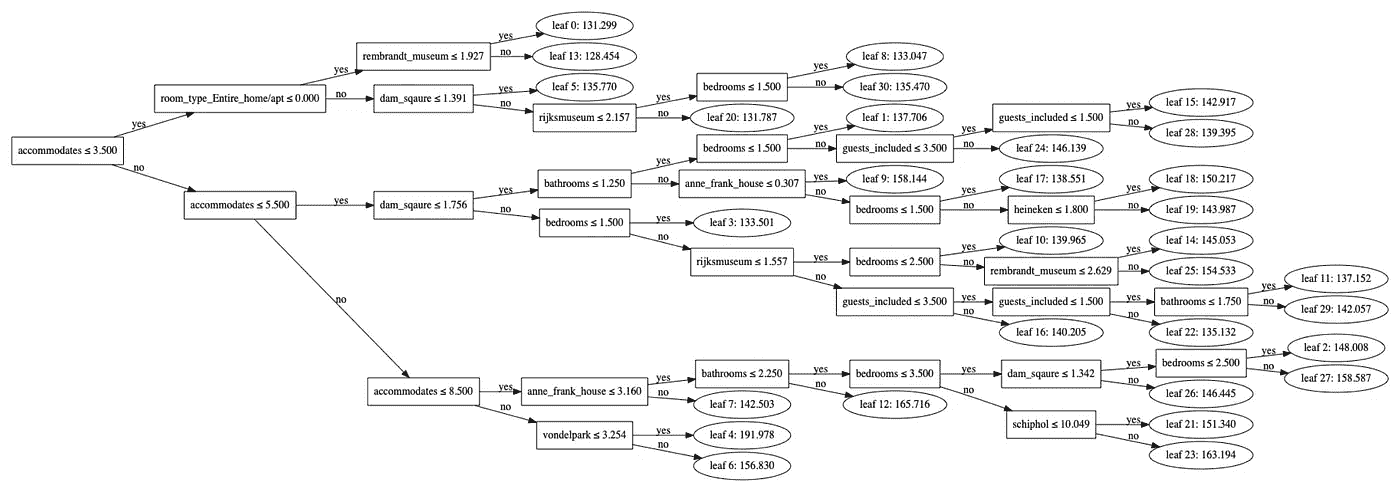 yes
leaf 0: 131.299
rembrandt_museum ≤ 1.927
no
leaf 13: 128.454
leaf 8: 133.047
yes
yes
room_type_Entire_home/apt ≤ 0.000
no
dam_sqaure ≤ 1.391
yes
leaf 5: 135.770
bedrooms ≤ 1.500
no
leaf 30: 135.470
no
rijksmuseum ≤ 2.157
yes
no
leaf 20: 131.787
guests_included ≤ 1.500
yes
leaf 15: 142.917
no
leaf 28: 139.395
yes
accommodates ≤ 3.500
no
bedrooms ≤ 1.500
yes
leaf 1: 137.706
no
guests_included ≤ 3.500
yes
no
leaf 24: 146.139
accommodates ≤ 5.500
yes
dam_sqaure ≤ 1.756
yes
bathrooms ≤ 1.250
yes
no
anne_frank_house ≤ 0.307
yes
leaf 9: 158.144
no
bedrooms ≤ 1.500
yes
leaf 17: 138.551
no
heineken ≤ 1.800
yes
leaf 18: 150.217
no
leaf 19: 143.987
no
bedrooms ≤ 1.500
yes
leaf 3: 133.501
no
rijksmuseum ≤ 1.557
yes
bedrooms ≤ 2.500
yes
leaf 10: 139.965
no
rembrandt_museum ≤ 2.629
yes
leaf 14: 145.053
no
leaf 25: 154.533
no
guests_included ≤ 3.500
yes
guests_included ≤ 1.500
yes
bathrooms ≤ 1.750
yes
leaf 11: 137.152
no
leaf 29: 142.057
no
leaf 16: 140.205
no
leaf 22: 135.132
no
accommodates ≤ 8.500
yes
anne_frank_house ≤ 3.160
yes
bathrooms ≤ 2.250
yes
bedrooms ≤ 3.500
yes
dam_sqaure ≤ 1.342
yes
bedrooms ≤ 2.500
yes
leaf 2: 148.008
no
leaf 27: 158.587
no
leaf 7: 142.503
no
leaf 12: 165.716
no
leaf 26: 146.445
no
schiphol ≤ 10.049
yes
leaf 21: 151.340
no
leaf 23: 163.194
no
vondelpark ≤ 3.254
yes
leaf 4: 191.978
no
leaf 6: 156.830